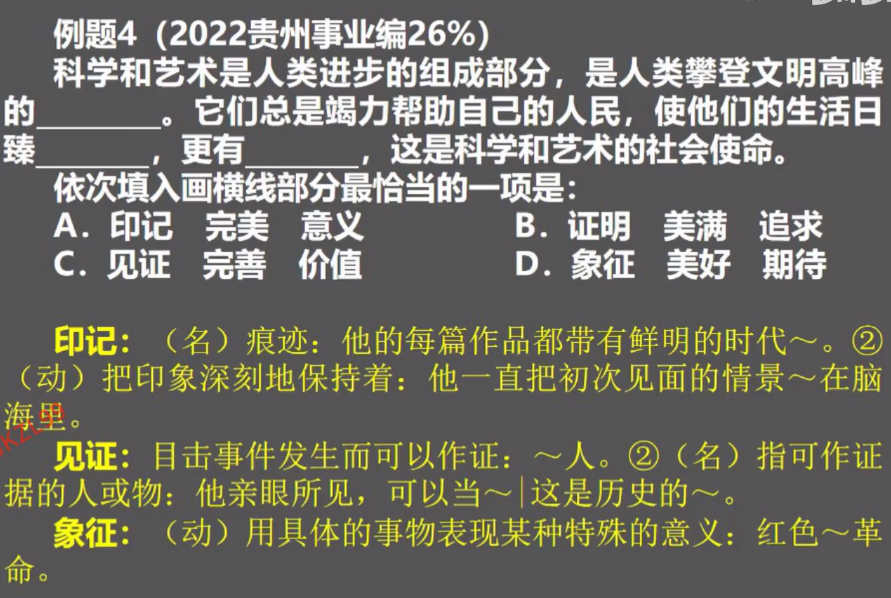 例题4（2022贵州事业编26%）
科学和艺术是人类进步的组成部分，是人类攀登文明高峰
的________。它们总是竭力帮助自己的人民，使他们的生活日
臻_______，更有_______，这是科学和艺术的社会使命。
依次填入画横线部分最恰当的一项是：
A．印记 完美 意义 B．证明 美满 追求
C．见证 完善 价值 D．象征 美好 期待
印记：（名）痕迹：他的每篇作品都带有鲜明的时代～。②
（动）把印象深刻地保持着：他一直把初次见面的情景～在脑
海里。
见证：目击事件发生而可以作证：～人。②（名）指可作证
据的人或物：他亲眼所见，可以当～|这是历史的～。
象征：（动）用具体的事物表现某种特殊的意义：红色～革
命。